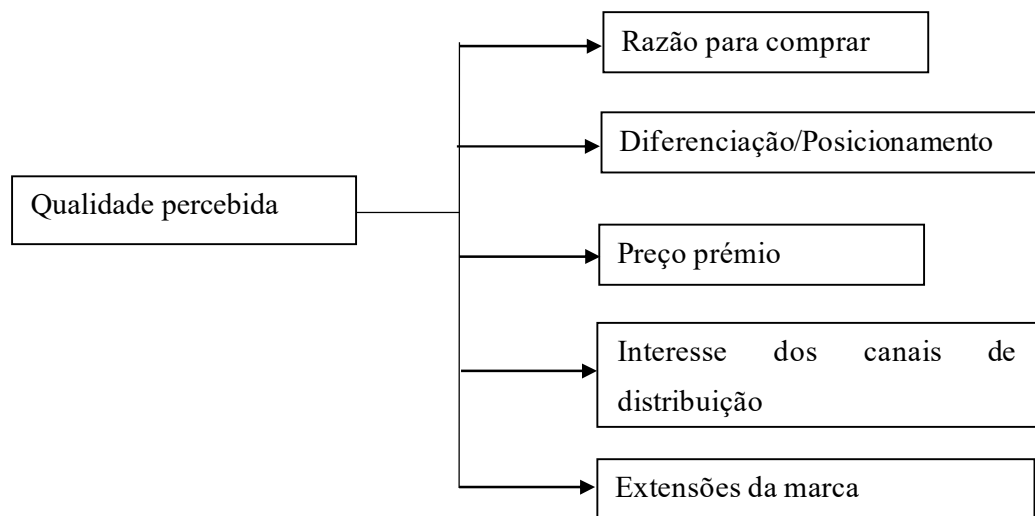 Razão para comprar
Diferenciação/Posicionamento
Qualidade percebida
Preço prémio
Interesse dos canais de
distribuição
Extensões da marca